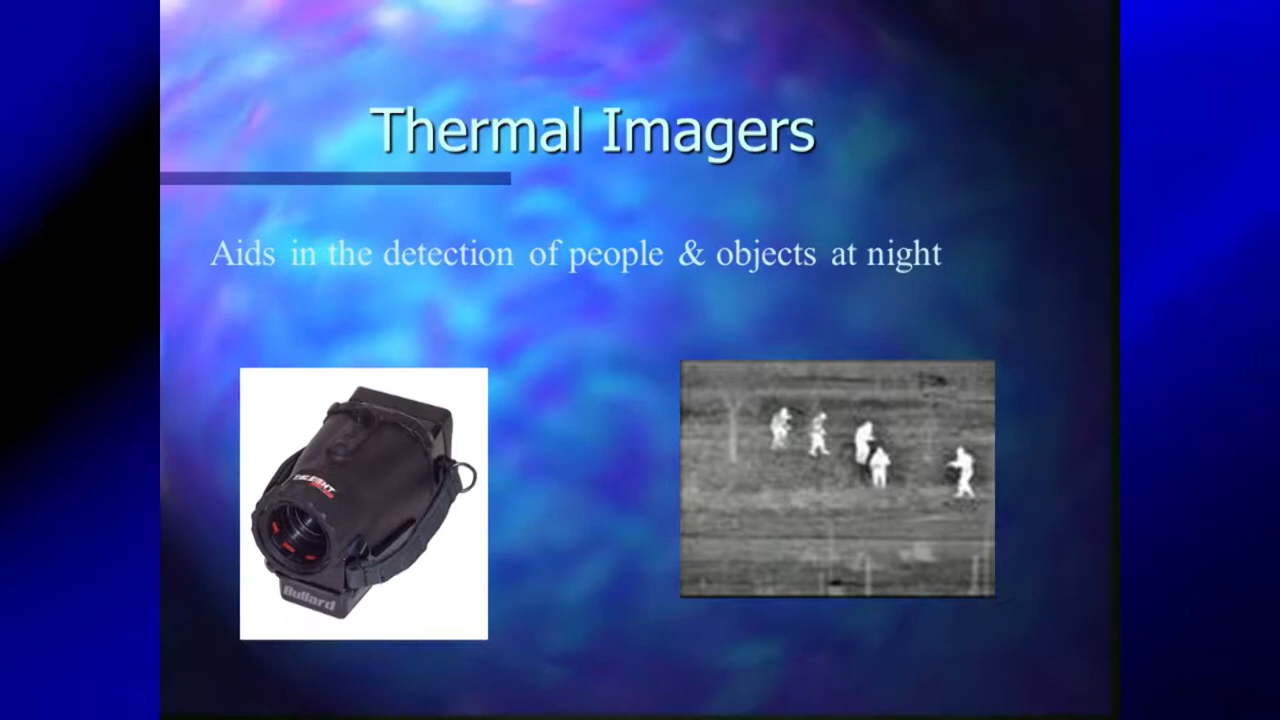 Thermal Imagers
Aids in the detection of people & objects at night
Bullard